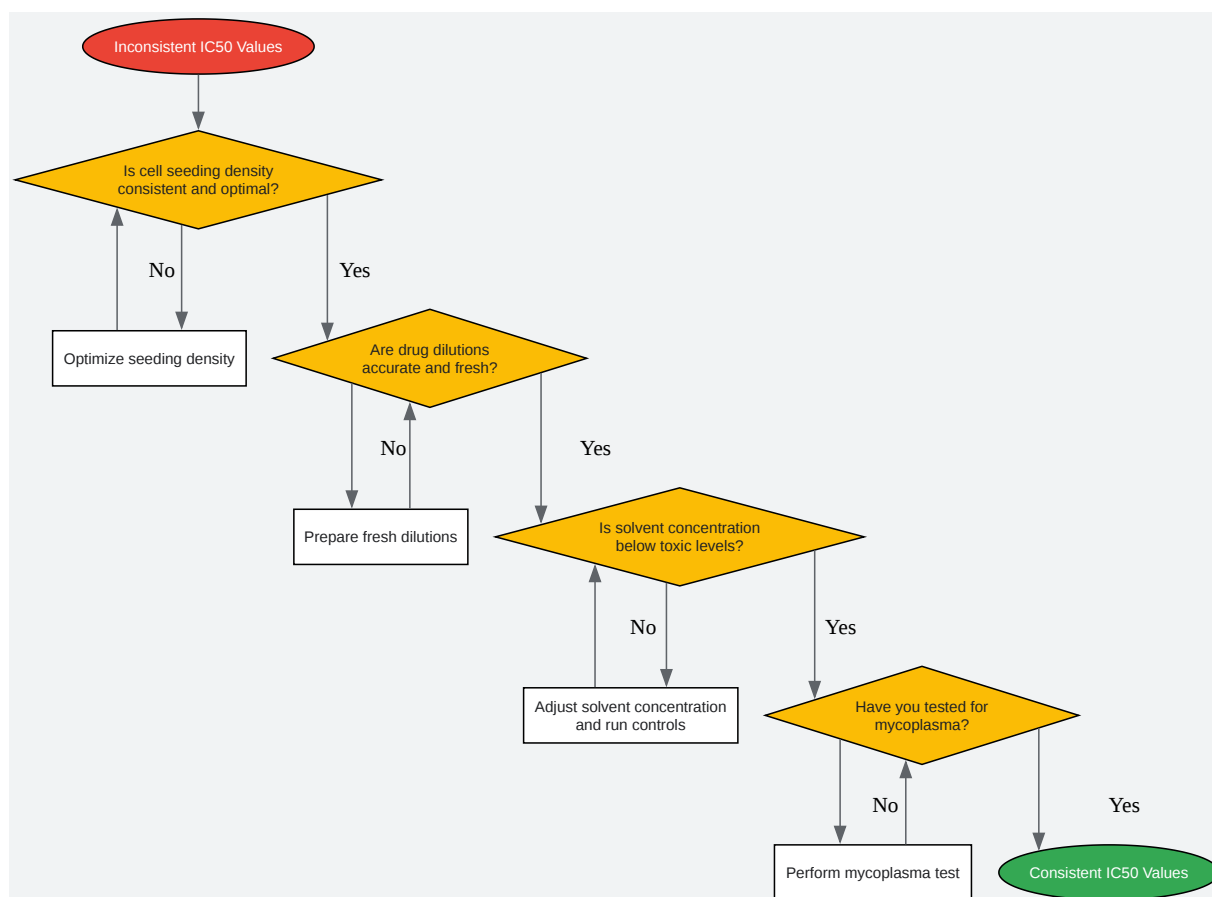 Inconsistent IC50 Values
Is cell seeding density
consistent and optimal?
No
Yes
Optimize seeding density
Are drug dilutions
accurate and fresh?
No
Yes
Prepare fresh dilutions
Is solvent concentration
below toxic levels?
No
Yes
Adjust solvent concentration
and run controls
Have you tested for
mycoplasma?
No
Yes
Perform mycoplasma test
Consistent IC50 Values